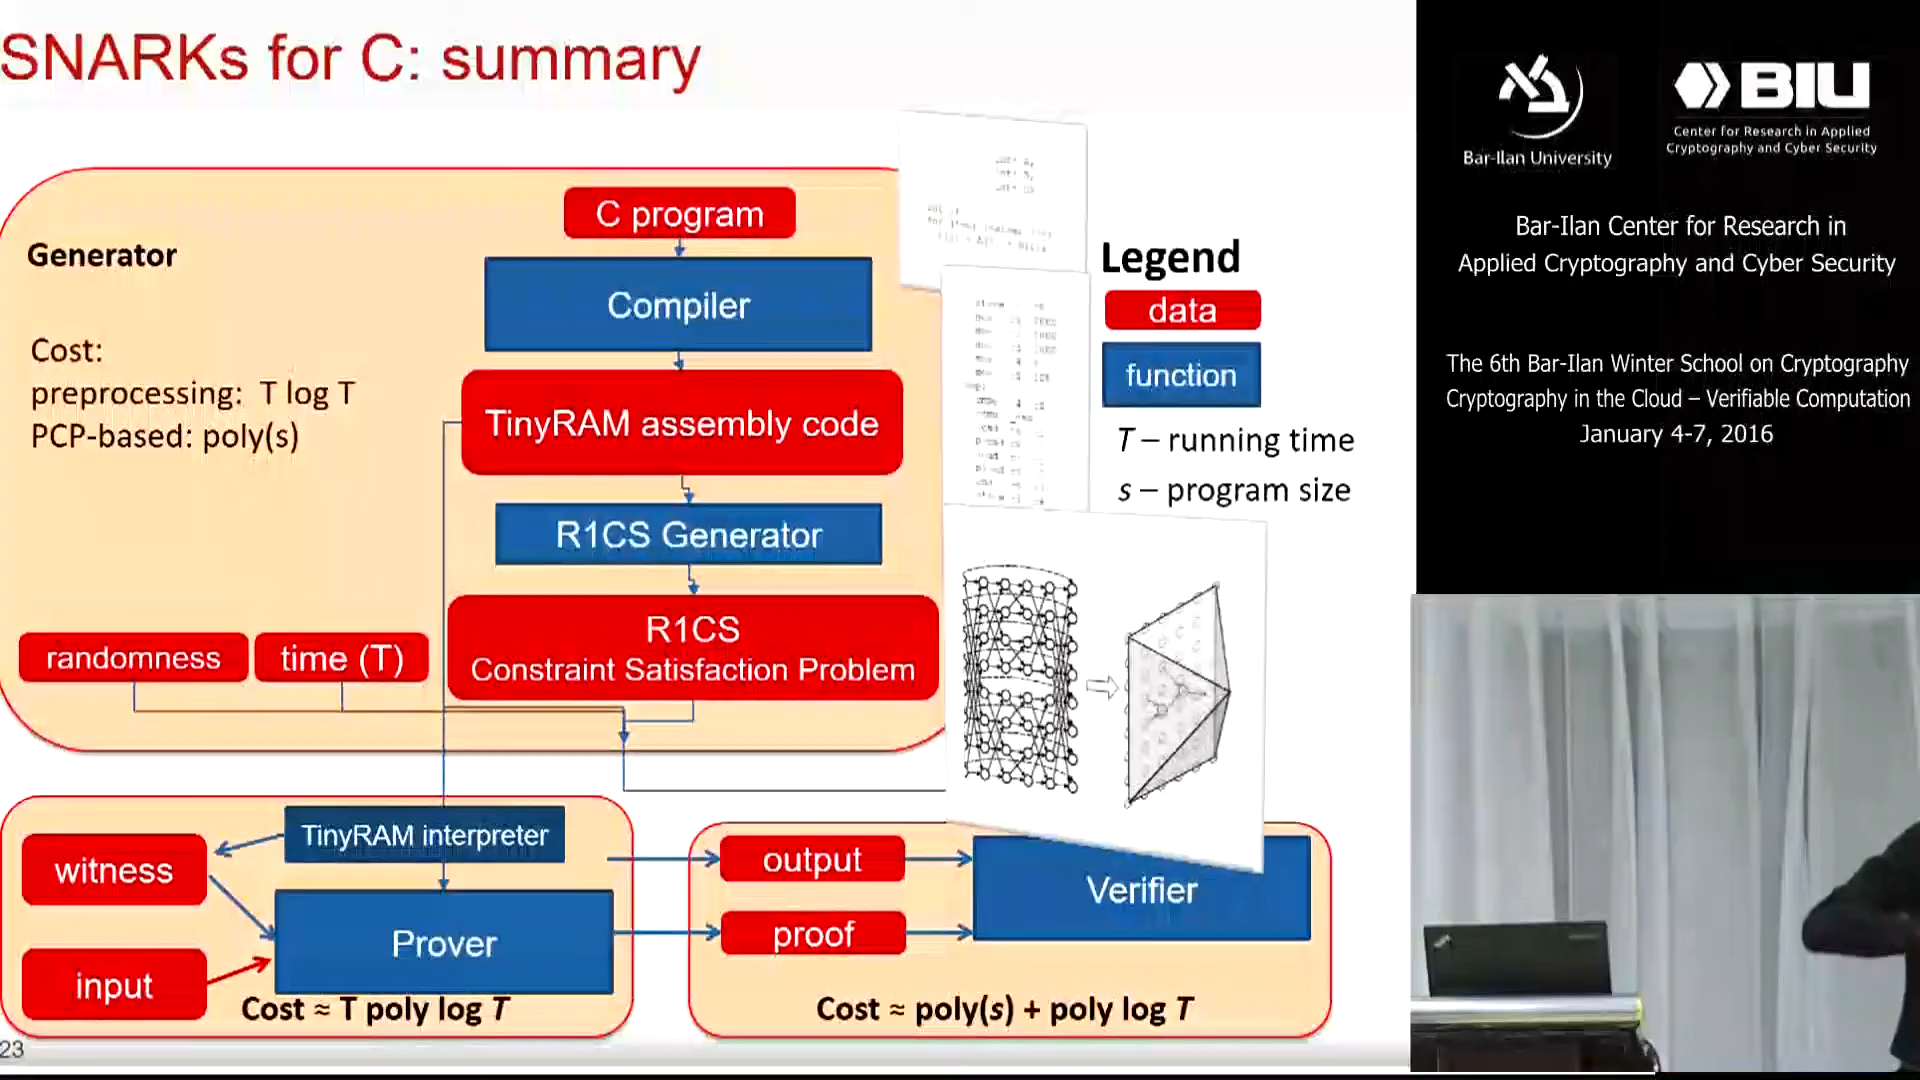 SNARKs for C: summary
Generator
Cost:
preprocessing: T log T
PCP-based: poly(s)
C program
Compiler
TinyRAM assembly code
R1CS Generator
R1CS
Constraint Satisfaction Problem
randomness
time (T)
Legend
data
function
T – running time
s – program size
TinyRAM interpreter
witness
Prover
input
Cost ≈ T poly log T
output
proof
Verifier
Cost ≈ poly(s) + poly log T
23
Bar-Ilan University
BIU
Center for Research in Applied
Cryptography and Cyber Security
Bar-Ilan Center for Research in
Applied Cryptography and Cyber Security
The 6th Bar-Ilan Winter School on Cryptography
Cryptography in the Cloud – Verifiable Computation
January 4-7, 2016